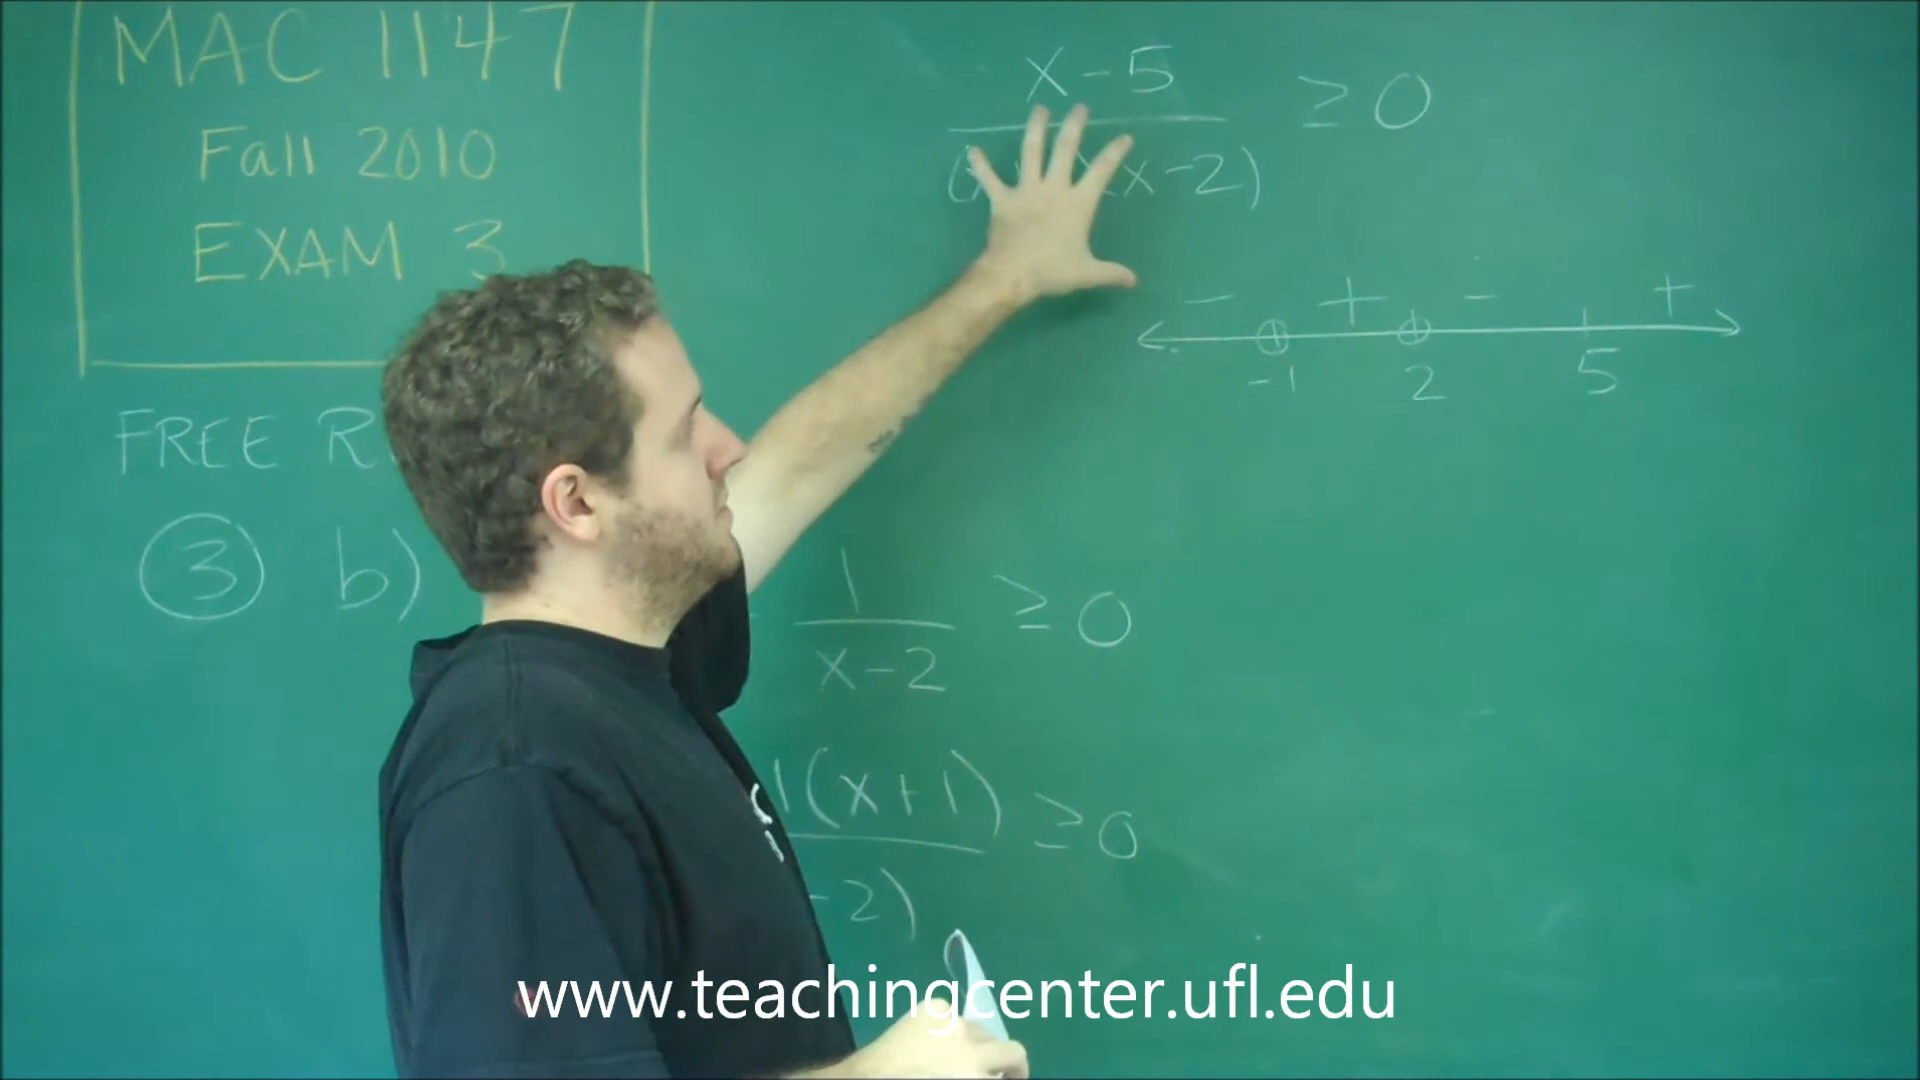 MAC 1147
Fall 2010
EXAM 3
FREE R
3 b)
1 ≥ 0
x-2
1(x+1) ≥ 0
-2)
x-5 ≥ 0
x-2)
- + - +
-1 2 5
www.teachingcenter.ufl.edu